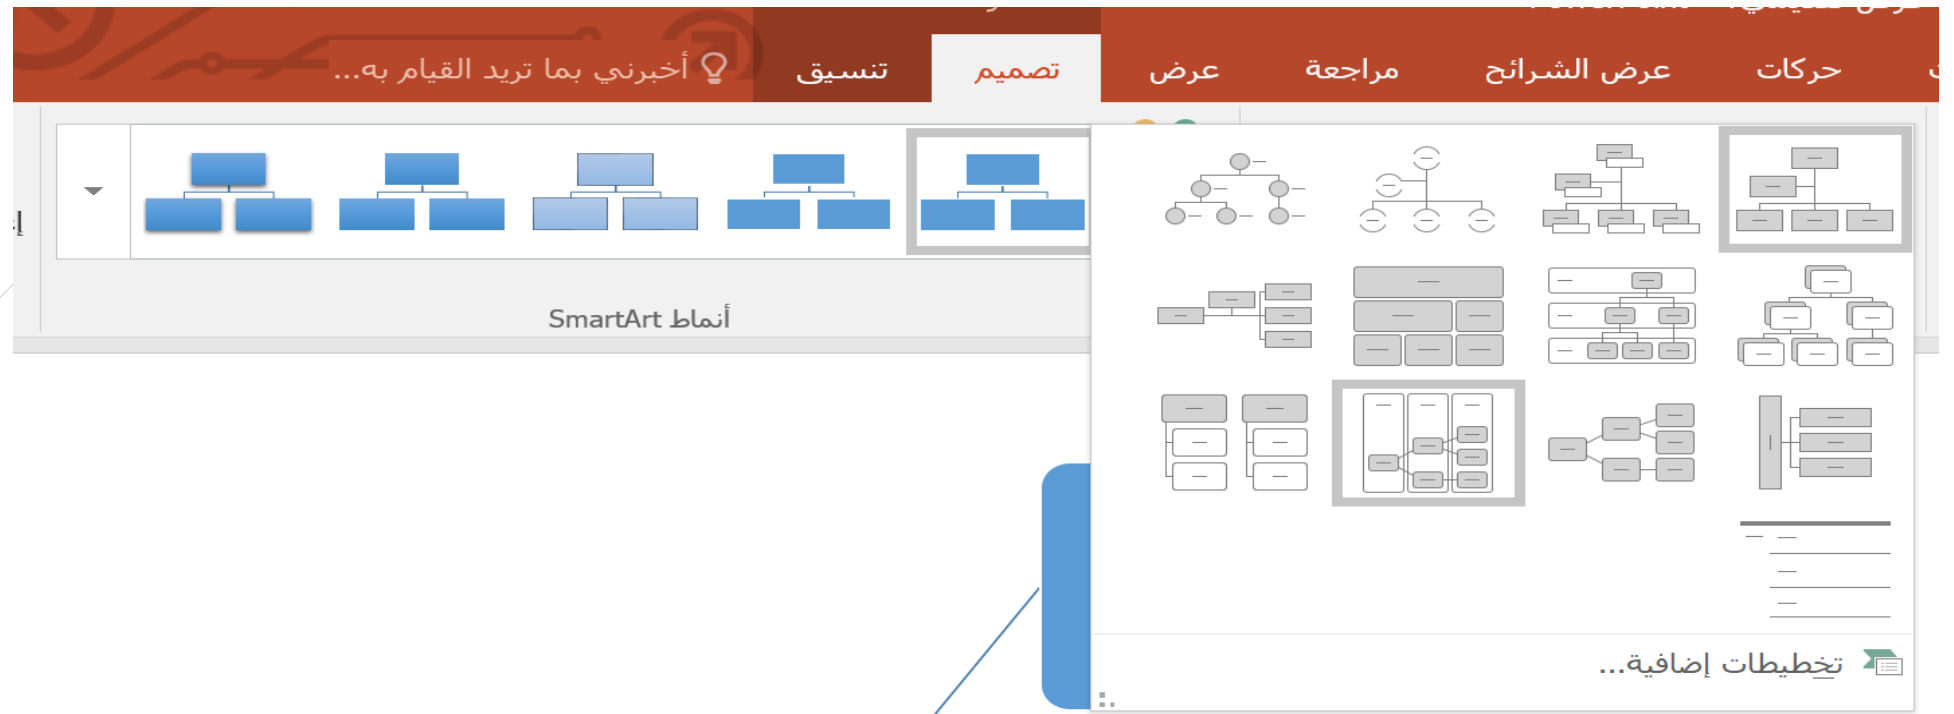 حركات عرض الشرائح مراجعة عرض تصميم تنسيق أخبرني بما تريد القيام به...
أنماط SmartArt
تخطيطات إضافية...